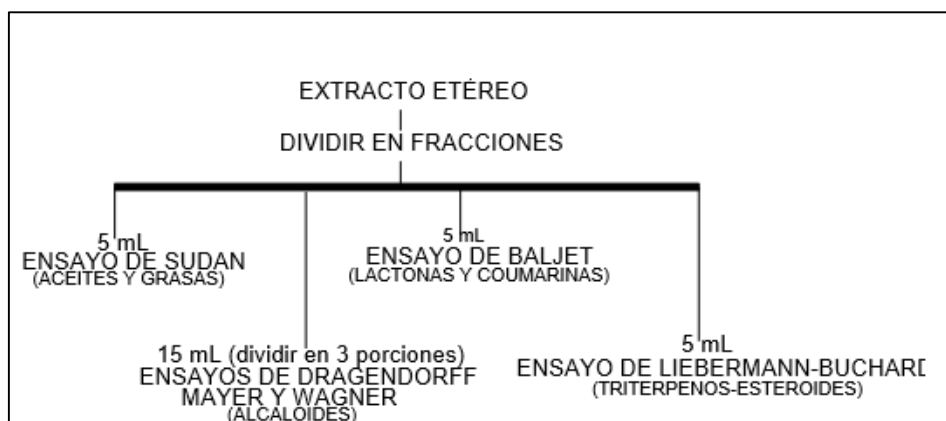 EXTRACTO ETÉREO
DIVIDIR EN FRACCIONES
5 mL
ENSAYO DE SUDAN
(ACEITES Y GRASAS)
5 mL
ENSAYO DE BALJET
(LACTONAS Y COUMARINAS)
15 mL (dividir en 3 porciones)
ENSAYOS DE DRAGENDORFF
MAYER Y WAGNER
(ALCALOIDES)
5 mL
ENSAYO DE LIEBERMANN-BUCHARD
(TRITERPENOS-ESTEROIDES)